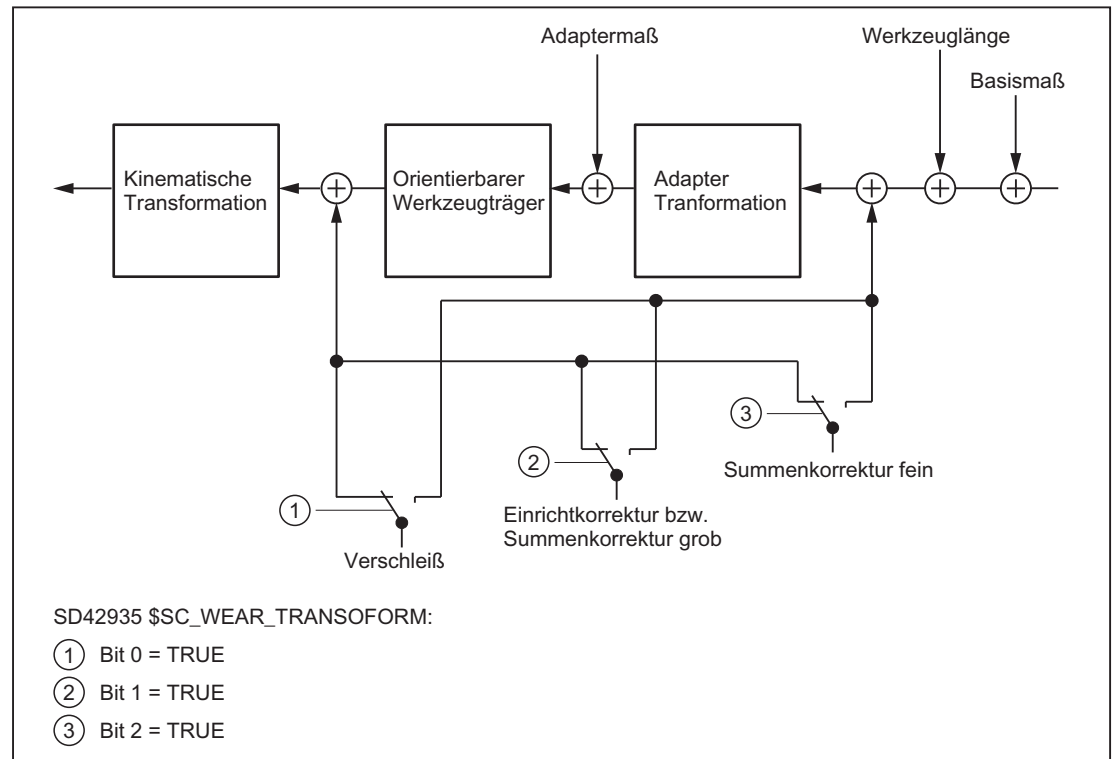 Adaptermaß
Werkzeuglänge
Basismaß
Kinematische
Transformation
Orientierbarer
Werkzeugträger
Adapter
Tranformation
3
Summenkorrektur fein
2
Einrichtkorrektur bzw.
Summenkorrektur grob
1
Verschleiß
SD42935 $SC_WEAR_TRANSOFORM:
1 Bit 0 = TRUE
2 Bit 1 = TRUE
3 Bit 2 = TRUE